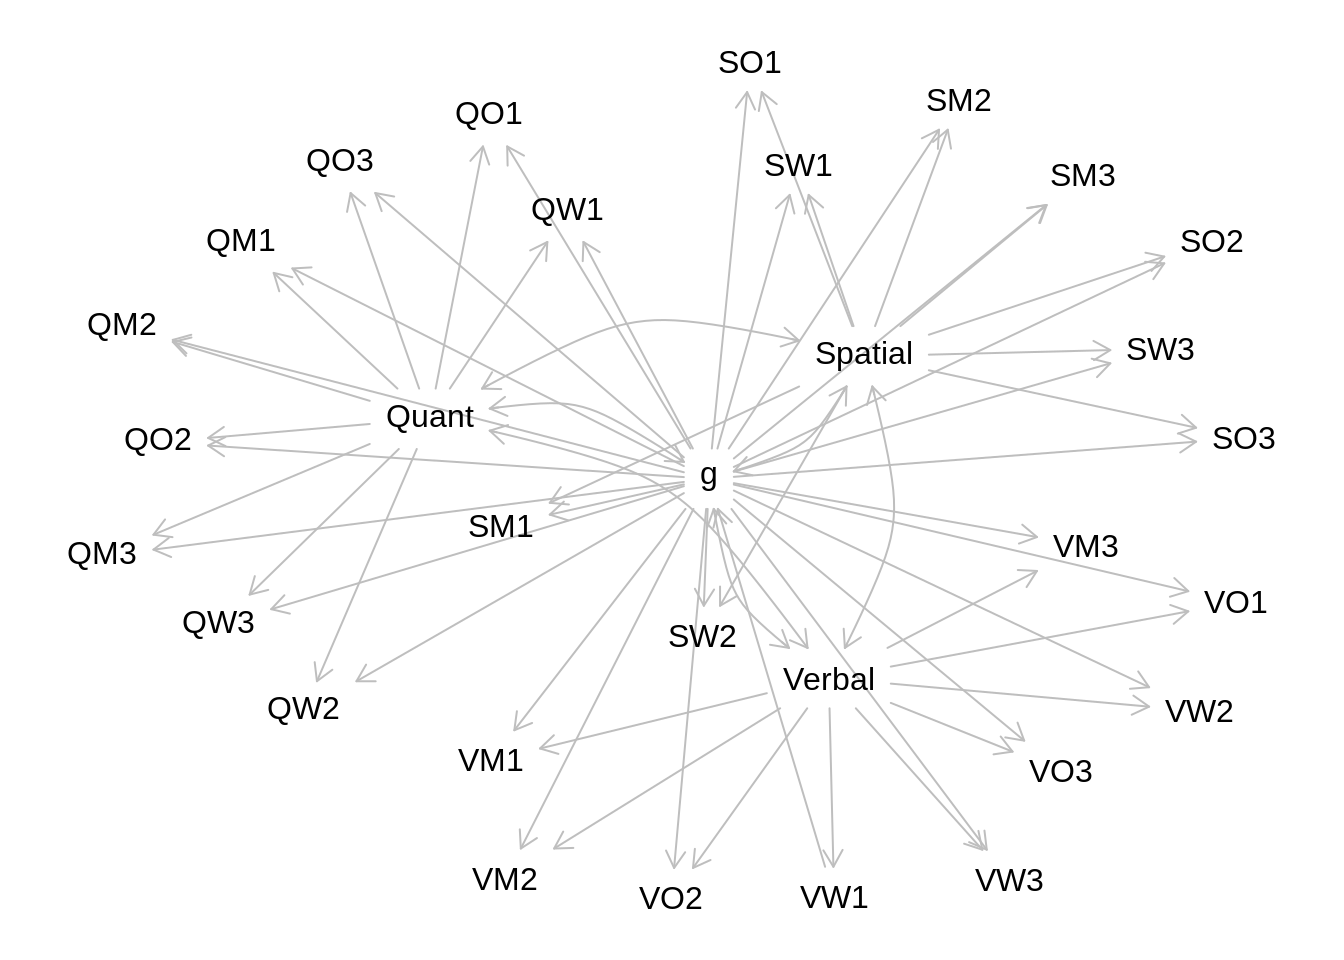 SO1
SM2
QO1
QO3
SW1
SM3
QW1
QM1
SO2
QM2
SW3
Spatial
Quant
QO2
SO3
g
SM1
VM3
QM3
VO1
QW3
SW2
Verbal
QW2
VW2
VM1
VO3
VM2
VW3
VO2
VW1